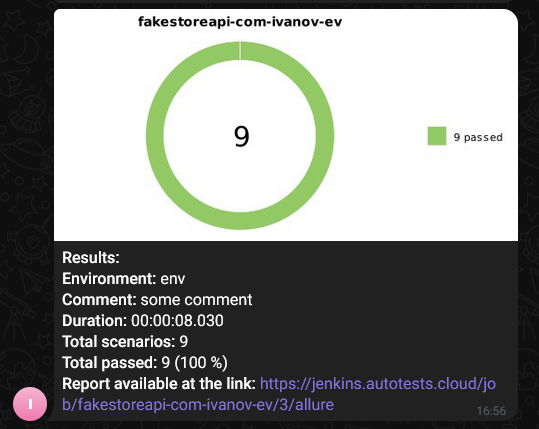 fakestoreapi-com-ivanov-ev
9
9 passed
Results:
Environment: env
Comment: some comment
Duration: 00:00:08.030
Total scenarios: 9
Total passed: 9 (100 %)
Report available at the link: https://jenkins.autotests.cloud/jo
b/fakestoreapi-com-ivanov-ev/3/allure
I
16:56